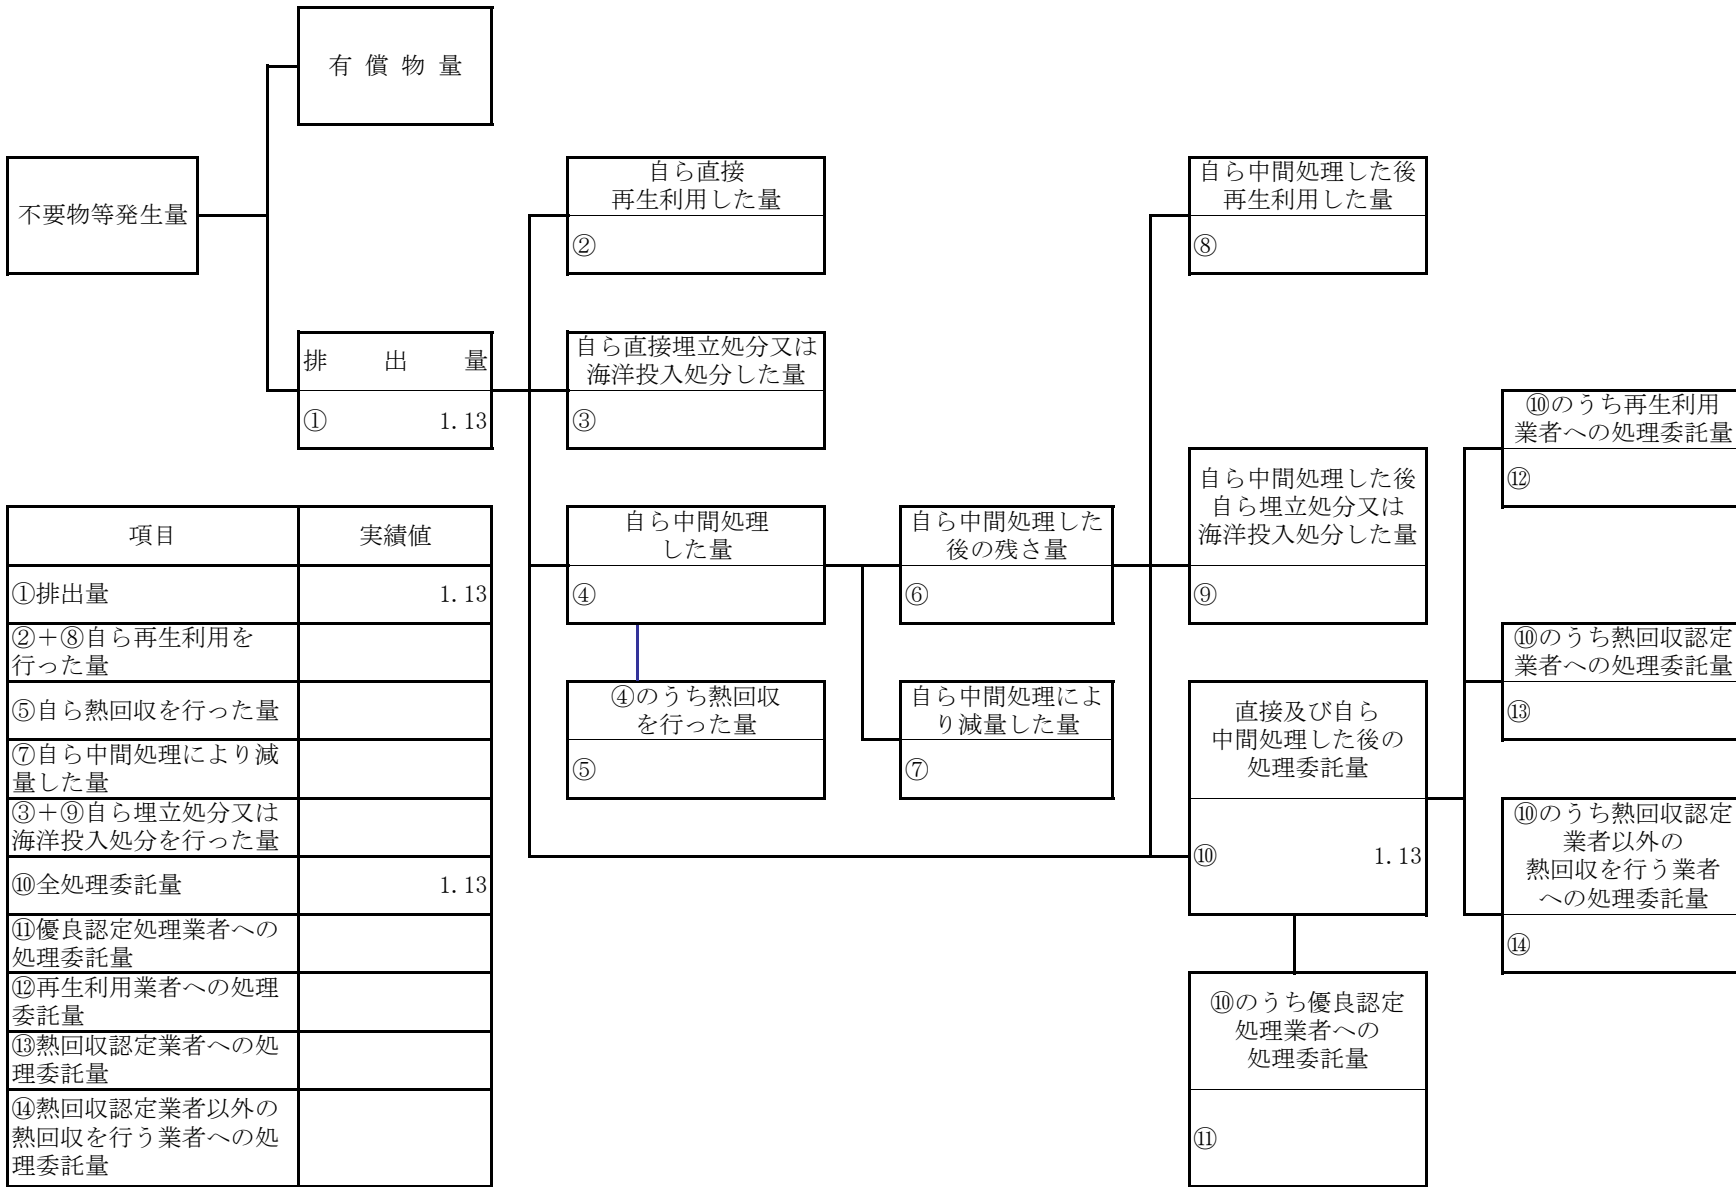 有 償 物 量
不要物等発生量
自ら直接
再生利用した量
②
自ら中間処理した後
再生利用した量
⑧
排 出 量
① 1.13
自ら直接埋立処分又は
海洋投入処分した量
③
⑩のうち再生利用
業者への処理委託量
⑫
自ら中間処理した後
自ら埋立処分又は
海洋投入処分した量
⑨
自ら中間処理
した量
④
自ら中間処理した
後の残さ量
⑥
⑩のうち熱回収認定
業者への処理委託量
⑬
④のうち熱回収
を行った量
⑤
自ら中間処理によ
り減量した量
⑦
直接及び自ら
中間処理した後の
処理委託量
⑩ 1.13
⑩のうち熱回収認定
業者以外の
熱回収を行う業者
への処理委託量
⑭
⑩のうち優良認定
処理業者への
処理委託量
⑪
項目 実績値
①排出量 1.13
②＋⑧自ら再生利用を
行った量
⑤自ら熱回収を行った量
⑦自ら中間処理により減
量した量
③＋⑨自ら埋立処分又は
海洋投入処分を行った量
⑩全処理委託量 1.13
⑪優良認定処理業者への
処理委託量
⑫再生利用業者への処理
委託量
⑬熱回収認定業者への処
理委託量
⑭熱回収認定業者以外の
熱回収を行う業者への処
理委託量